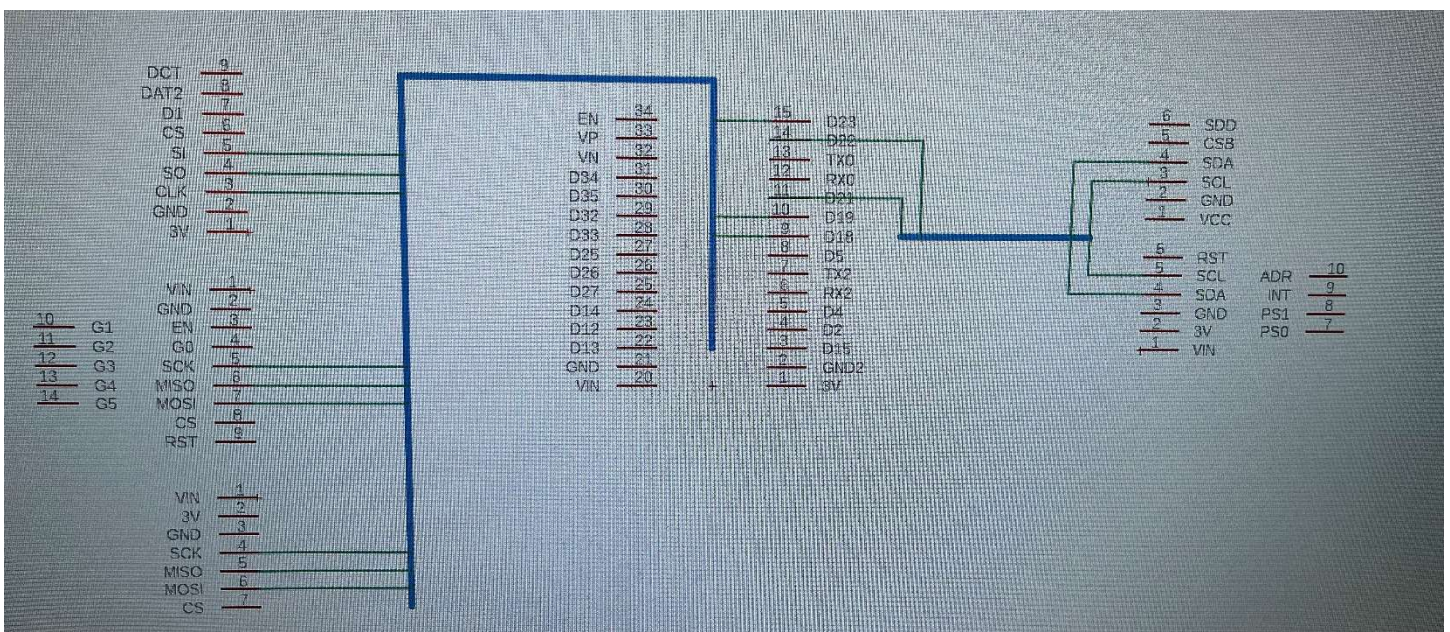 DCT 9
DAT2 8
D1 7
CS 6
SI 5
SO 4
CLK 3
GND 2
3V 1
VIN 1
GND 2
EN 3
G0 4
SCK 5
MISO 6
MOSI 7
CS 8
RST 9
10 G1
11 G2
12 G3
13 G4
14 G5
VIN 1
3V 2
GND 3
SCK 4
MISO 5
MOSI 6
CS 7
EN 34
VP 33
VN 32
D34 31
D35 30
D32 29
D33 28
D25 27
D26 26
D27 25
D14 24
D12 23
D13 22
GND 21
VIN 20
15 D23
14 D22
13 TX0
12 RX0
11 D21
10 D19
9 D18
8 D5
7 TX2
6 RX2
5 D4
4 D2
3 D15
2 GND2
1 3V
6 SDD
5 CSB
4 SDA
3 SCL
2 GND
1 VCC
6 RST
5 SCL
4 SDA
3 GND
2 3V
1 VIN
ADR 10
INT 9
PS1 8
PS0 7